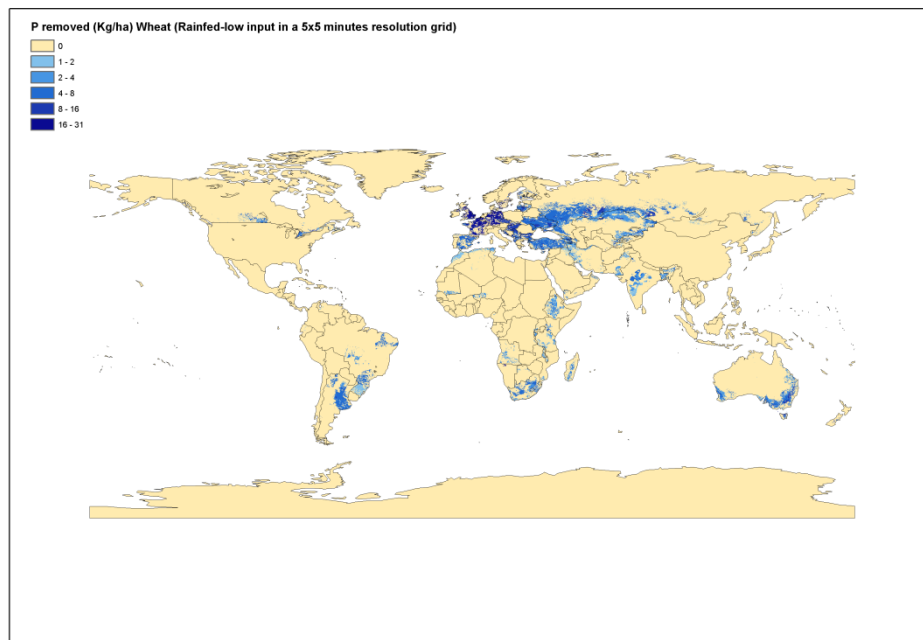 P removed (Kg/ha) Wheat (Rainfed-low input in a 5x5 minutes resolution grid)
0
1 - 2
2 - 4
4 - 8
8 - 16
16 - 31